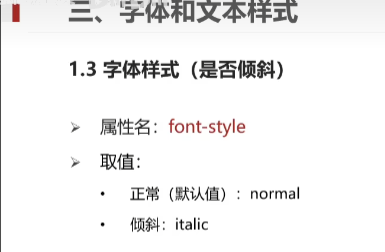 三、字体和文本样式
1.3 字体样式（是否倾斜）
➢ 属性名：font-style
➢ 取值：
• 正常（默认值）：normal
• 倾斜：italic